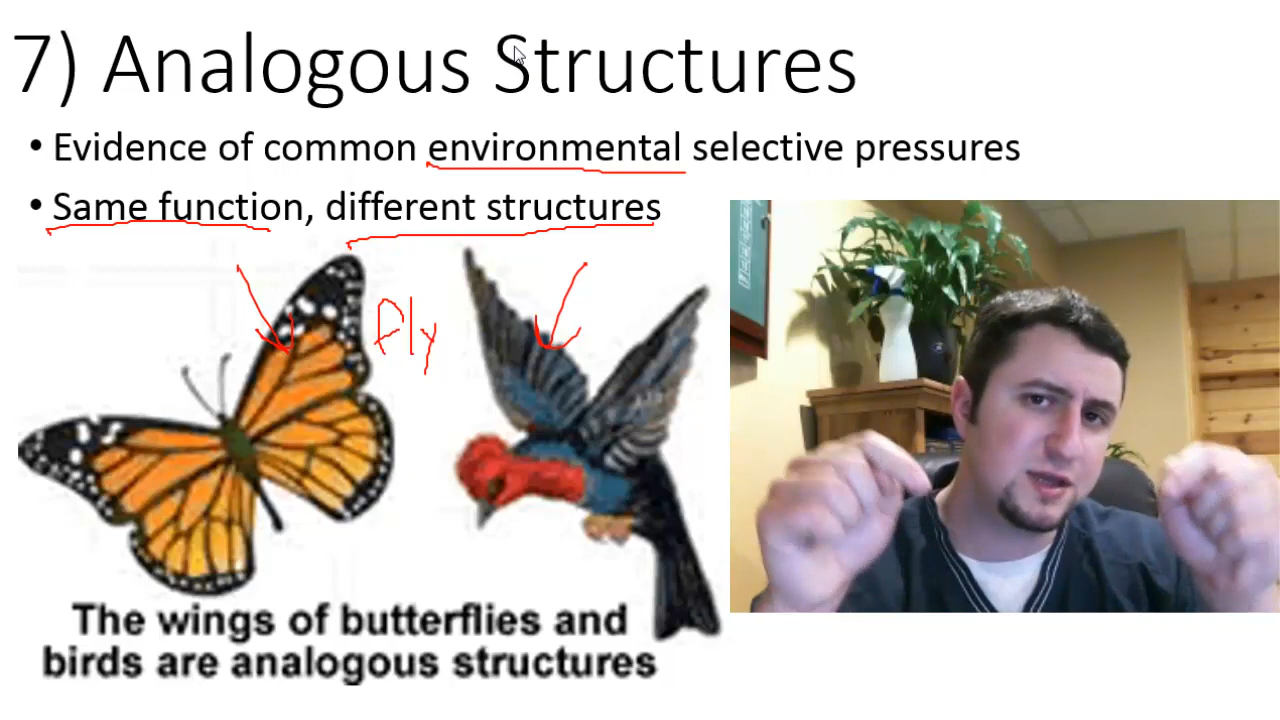 7) Analogous Structures
• Evidence of common environmental selective pressures
• Same function, different structures
Fly
The wings of butterflies and
birds are analogous structures